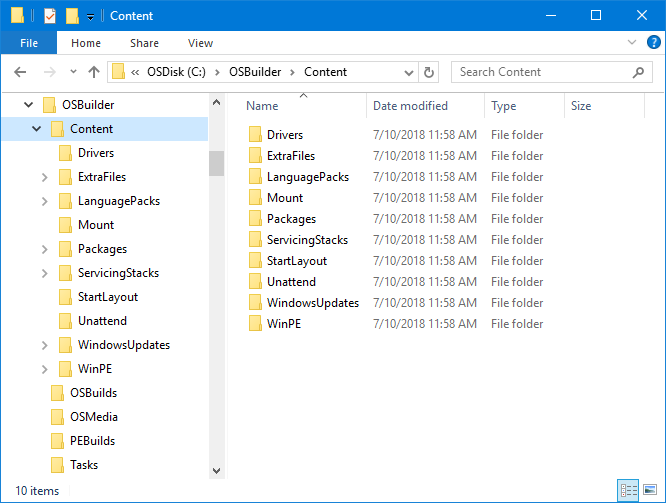 Content
File Home Share View
« OSDisk (C:) > OSBuilder > Content
Search Content
OSBuilder
Content
Drivers
ExtraFiles
LanguagePacks
Mount
Packages
ServicingStacks
StartLayout
Unattend
WindowsUpdates
WinPE
OSBuilds
OSMedia
PEBuilds
Tasks
Name Date modified Type Size
Drivers 7/10/2018 11:58 AM File folder
ExtraFiles 7/10/2018 11:58 AM File folder
LanguagePacks 7/10/2018 11:58 AM File folder
Mount 7/10/2018 11:58 AM File folder
Packages 7/10/2018 11:58 AM File folder
ServicingStacks 7/10/2018 11:58 AM File folder
StartLayout 7/10/2018 11:58 AM File folder
Unattend 7/10/2018 11:58 AM File folder
WindowsUpdates 7/10/2018 11:58 AM File folder
WinPE 7/10/2018 11:58 AM File folder
10 items